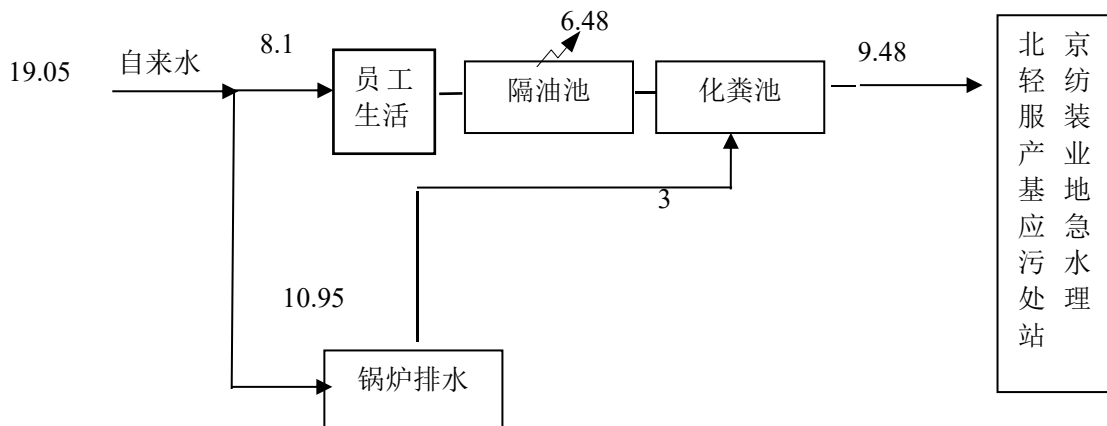 19.05
自来水
8.1
员工
生活
6.48
隔油池
化粪池
9.48
3
10.95
锅炉排水
北京
轻纺
服装
产业
基地
应急
污水
处理
站